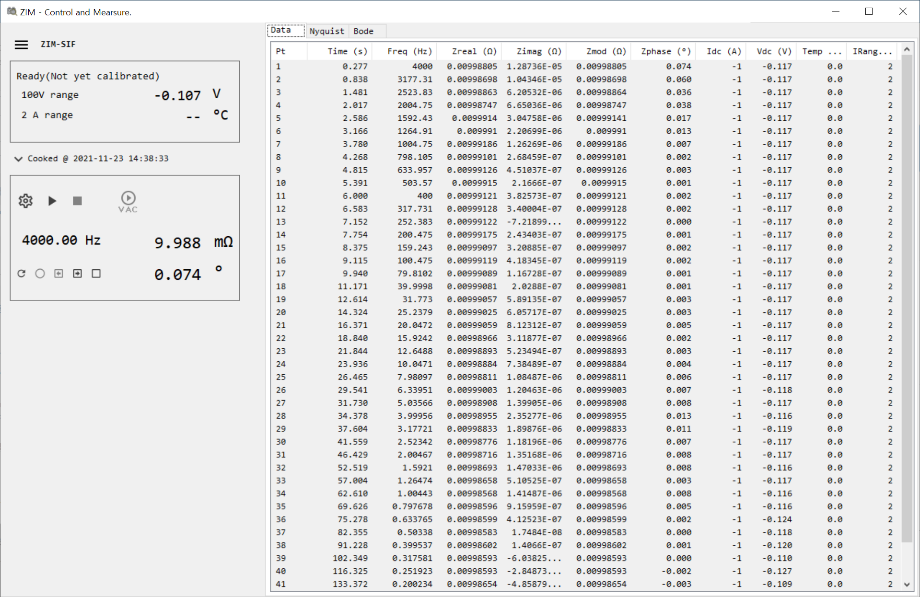 ZIM - Control and Mearsure.
ZIM-SIF
Ready(Not yet calibrated)
100V range -0.107 V
2 A range -- °C
Cooked @ 2021-11-23 14:38:33
VAC
4000.00 Hz 9.988 mΩ
0.074 °
Data Nyquist Bode
Pt Time (s) Freq (Hz) Zreal (Ω) Zimag (Ω) Zmod (Ω) Zphase (°) Idc (A) Vdc (V) Temp ... IRang...
1 0.277 4000 0.00998805 1.28736E-05 0.00998805 0.074 -1 -0.117 0.0 2
2 0.838 3177.31 0.00998698 1.04346E-05 0.00998698 0.060 -1 -0.117 0.0 2
3 1.481 2523.83 0.00998863 6.20532E-06 0.00998864 0.036 -1 -0.117 0.0 2
4 2.017 2004.75 0.00998747 6.65036E-06 0.00998747 0.038 -1 -0.117 0.0 2
5 2.586 1592.43 0.0099914 3.04758E-06 0.00999141 0.017 -1 -0.117 0.0 2
6 3.166 1264.91 0.009991 2.20699E-06 0.009991 0.013 -1 -0.117 0.0 2
7 3.780 1004.75 0.00999186 1.26269E-06 0.00999186 0.007 -1 -0.117 0.0 2
8 4.268 798.105 0.00999101 2.68459E-07 0.00999101 0.002 -1 -0.117 0.0 2
9 4.815 633.957 0.00999126 4.51037E-07 0.00999126 0.003 -1 -0.117 0.0 2
10 5.391 503.57 0.0099915 2.1666E-07 0.0099915 0.001 -1 -0.117 0.0 2
11 6.000 400 0.00999121 3.82573E-07 0.00999121 0.002 -1 -0.117 0.0 2
12 6.583 317.731 0.00999128 3.40004E-07 0.00999128 0.002 -1 -0.117 0.0 2
13 7.152 252.383 0.00999122 -7.21899... 0.00999122 0.000 -1 -0.117 0.0 2
14 7.754 200.475 0.00999175 2.43403E-07 0.00999175 0.001 -1 -0.117 0.0 2
15 8.375 159.243 0.00999097 3.20885E-07 0.00999097 0.002 -1 -0.117 0.0 2
16 9.115 100.475 0.00999119 4.18345E-07 0.00999119 0.002 -1 -0.117 0.0 2
17 9.940 79.8102 0.00999089 1.16728E-07 0.00999089 0.001 -1 -0.117 0.0 2
18 11.171 39.9998 0.00999081 2.0288E-07 0.00999081 0.001 -1 -0.117 0.0 2
19 12.614 31.773 0.00999057 5.89135E-07 0.00999057 0.003 -1 -0.117 0.0 2
20 14.324 25.2379 0.00999025 6.05717E-07 0.00999025 0.003 -1 -0.117 0.0 2
21 16.371 20.0472 0.00999059 8.12312E-07 0.00999059 0.005 -1 -0.117 0.0 2
22 18.840 15.9242 0.00998966 3.11877E-07 0.00998966 0.002 -1 -0.117 0.0 2
23 21.844 12.6488 0.00998893 5.23494E-07 0.00998893 0.003 -1 -0.117 0.0 2
24 23.936 10.0471 0.00998884 7.38489E-07 0.00998884 0.004 -1 -0.117 0.0 2
25 26.465 7.98097 0.00998811 1.08487E-06 0.00998811 0.006 -1 -0.117 0.0 2
26 29.541 6.33951 0.00999003 1.20463E-06 0.00999003 0.007 -1 -0.118 0.0 2
27 31.730 5.03566 0.00998908 1.39905E-06 0.00998908 0.008 -1 -0.117 0.0 2
28 34.378 3.99956 0.00998955 2.35277E-06 0.00998955 0.013 -1 -0.116 0.0 2
29 37.604 3.17721 0.00998833 1.89876E-06 0.00998833 0.011 -1 -0.119 0.0 2
30 41.559 2.52342 0.00998776 1.18196E-06 0.00998776 0.007 -1 -0.117 0.0 2
31 46.429 2.00467 0.00998716 1.35168E-06 0.00998716 0.008 -1 -0.117 0.0 2
32 52.519 1.5921 0.00998693 1.47033E-06 0.00998693 0.008 -1 -0.116 0.0 2
33 57.004 1.26474 0.00998658 5.10525E-07 0.00998658 0.003 -1 -0.117 0.0 2
34 62.610 1.00443 0.00998568 1.41487E-06 0.00998568 0.008 -1 -0.116 0.0 2
35 69.626 0.797678 0.00998596 9.15959E-07 0.00998596 0.005 -1 -0.116 0.0 2
36 75.278 0.633765 0.00998599 4.12523E-07 0.00998599 0.002 -1 -0.124 0.0 2
37 82.355 0.50338 0.00998583 1.7484E-08 0.00998583 0.000 -1 -0.118 0.0 2
38 91.228 0.399537 0.00998602 1.4066E-07 0.00998602 0.001 -1 -0.120 0.0 2
39 102.349 0.317581 0.00998593 -6.03825... 0.00998593 0.000 -1 -0.110 0.0 2
40 116.325 0.251923 0.00998593 -2.84873... 0.00998593 -0.002 -1 -0.127 0.0 2
41 133.372 0.200234 0.00998654 -4.85879... 0.00998654 -0.003 -1 -0.109 0.0 2